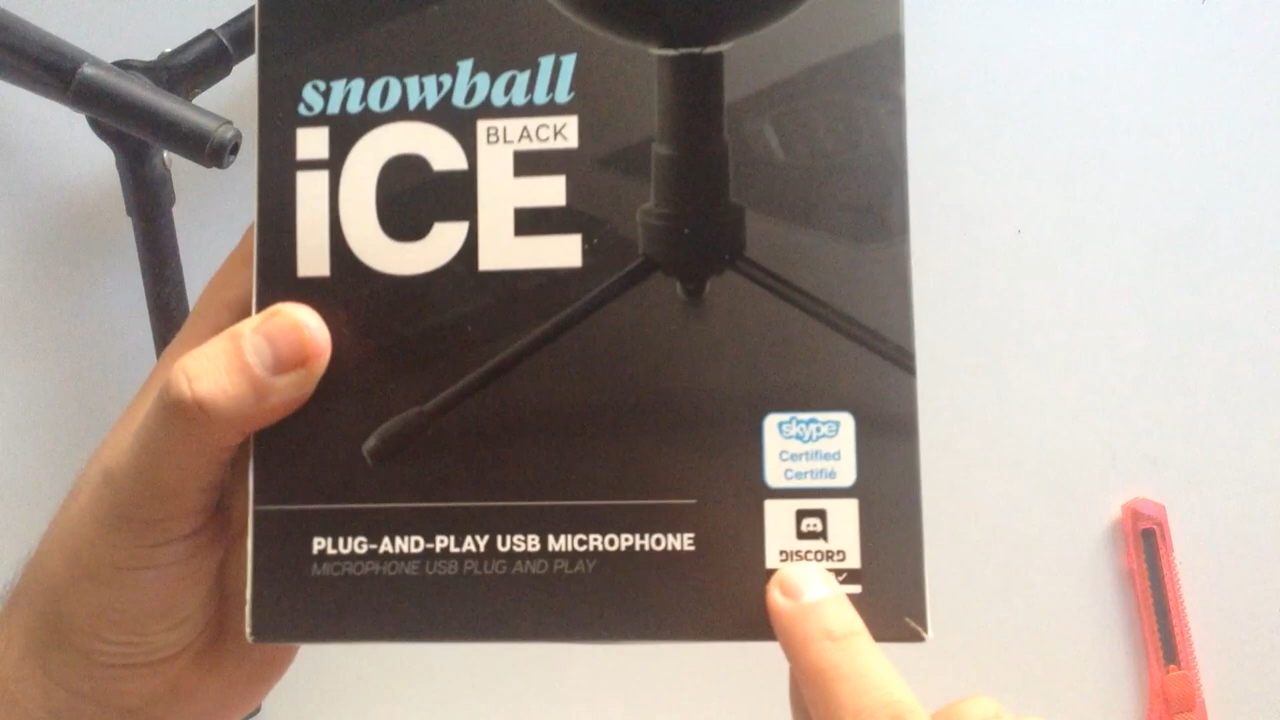 snowball
iCE
BLACK
skype
Certified
Certifié
DISCORD
PLUG-AND-PLAY USB MICROPHONE
MICROPHONE USB PLUG AND PLAY